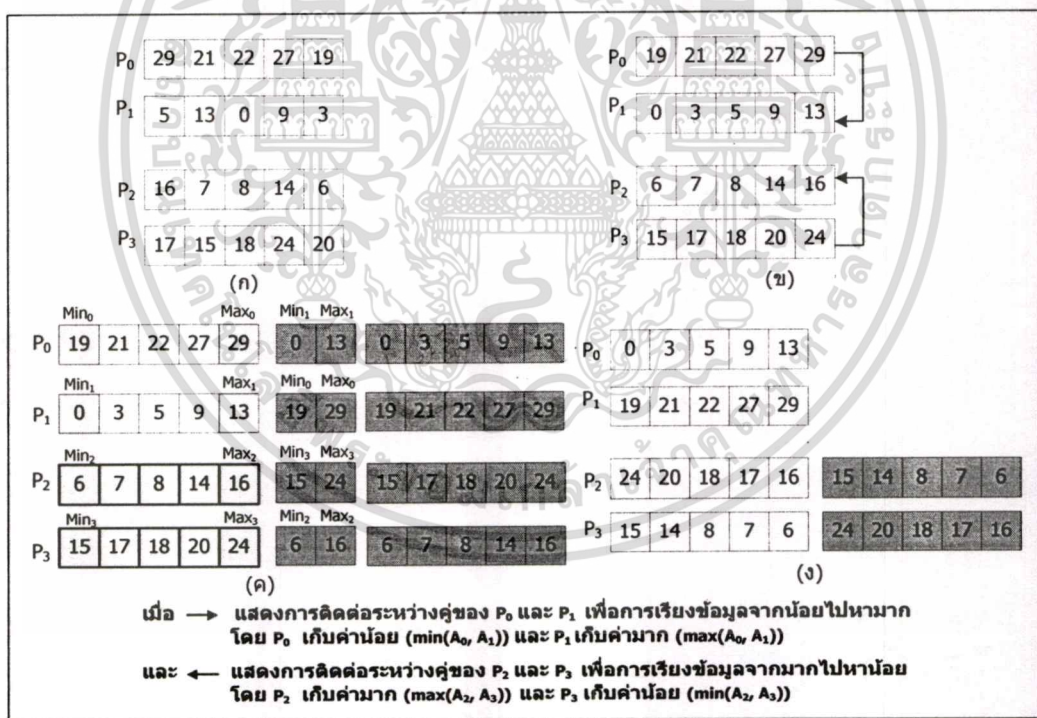 P₀ 29 21 22 27 19
P₁ 5 13 0 9 3
P₂ 16 7 8 14 6
P₃ 17 15 18 24 20
(ก)
P₀ 19 21 22 27 29
P₁ 0 3 5 9 13
P₂ 6 7 8 14 16
P₃ 15 17 18 20 24
(ข)
Min₀ Max₀ Min₁ Max₁
P₀ 19 21 22 27 29 0 13 0 3 5 9 13
Min₁ Max₁ Min₀ Max₀
P₁ 0 3 5 9 13 19 29 19 21 22 27 29
Min₂ Max₂ Min₃ Max₃
P₂ 6 7 8 14 16 15 24 15 17 18 20 24
Min₃ Max₃ Min₂ Max₂
P₃ 15 17 18 20 24 6 16 6 7 8 14 16
(ค)
P₀ 0 3 5 9 13
P₁ 19 21 22 27 29
P₂ 24 20 18 17 16 15 14 8 7 6
P₃ 15 14 8 7 6 24 20 18 17 16
(ง)
เมื่อ → แสดงการติดต่อระหว่างคู่ของ P₀ และ P₁ เพื่อการเรียงข้อมูลจากน้อยไปหามาก
โดย P₀ เก็บค่าน้อย (min(A₀, A₁)) และ P₁ เก็บค่ามาก (max(A₀, A₁))
และ ← แสดงการติดต่อระหว่างคู่ของ P₂ และ P₃ เพื่อการเรียงข้อมูลจากมากไปหาน้อย
โดย P₂ เก็บค่ามาก (max(A₂, A₃)) และ P₃ เก็บค่าน้อย (min(A₂, A₃))